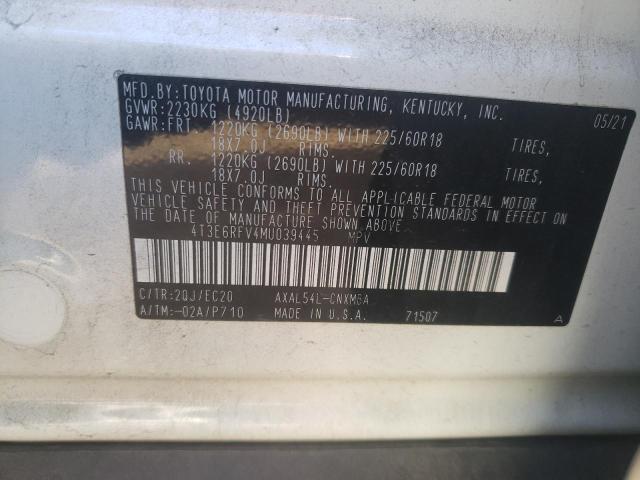 MFD.BY:TOYOTA MOTOR MANUFACTURING, KENTUCKY, INC.
GVWR:2230KG (4920LB) 05/21
GAWR:FRT 1220KG (2690LB) WITH 225/60R18 TIRES,
18X7.0J RIMS.
RR. 1220KG (2690LB) WITH 225/60R18 TIRES,
18X7.0J RIMS.
THIS VEHICLE CONFORMS TO ALL APPLICABLE FEDERAL MOTOR
VEHICLE SAFETY AND THEFT PREVENTION STANDARDS IN EFFECT ON
THE DATE OF MANUFACTURE SHOWN ABOVE.
4T3E6RFV4MU039445 MPV
C/TR:20J/EC20 AXAL54L-CNXMBA
A/TM:-02A/P710 MADE IN U.S.A. 71507 A